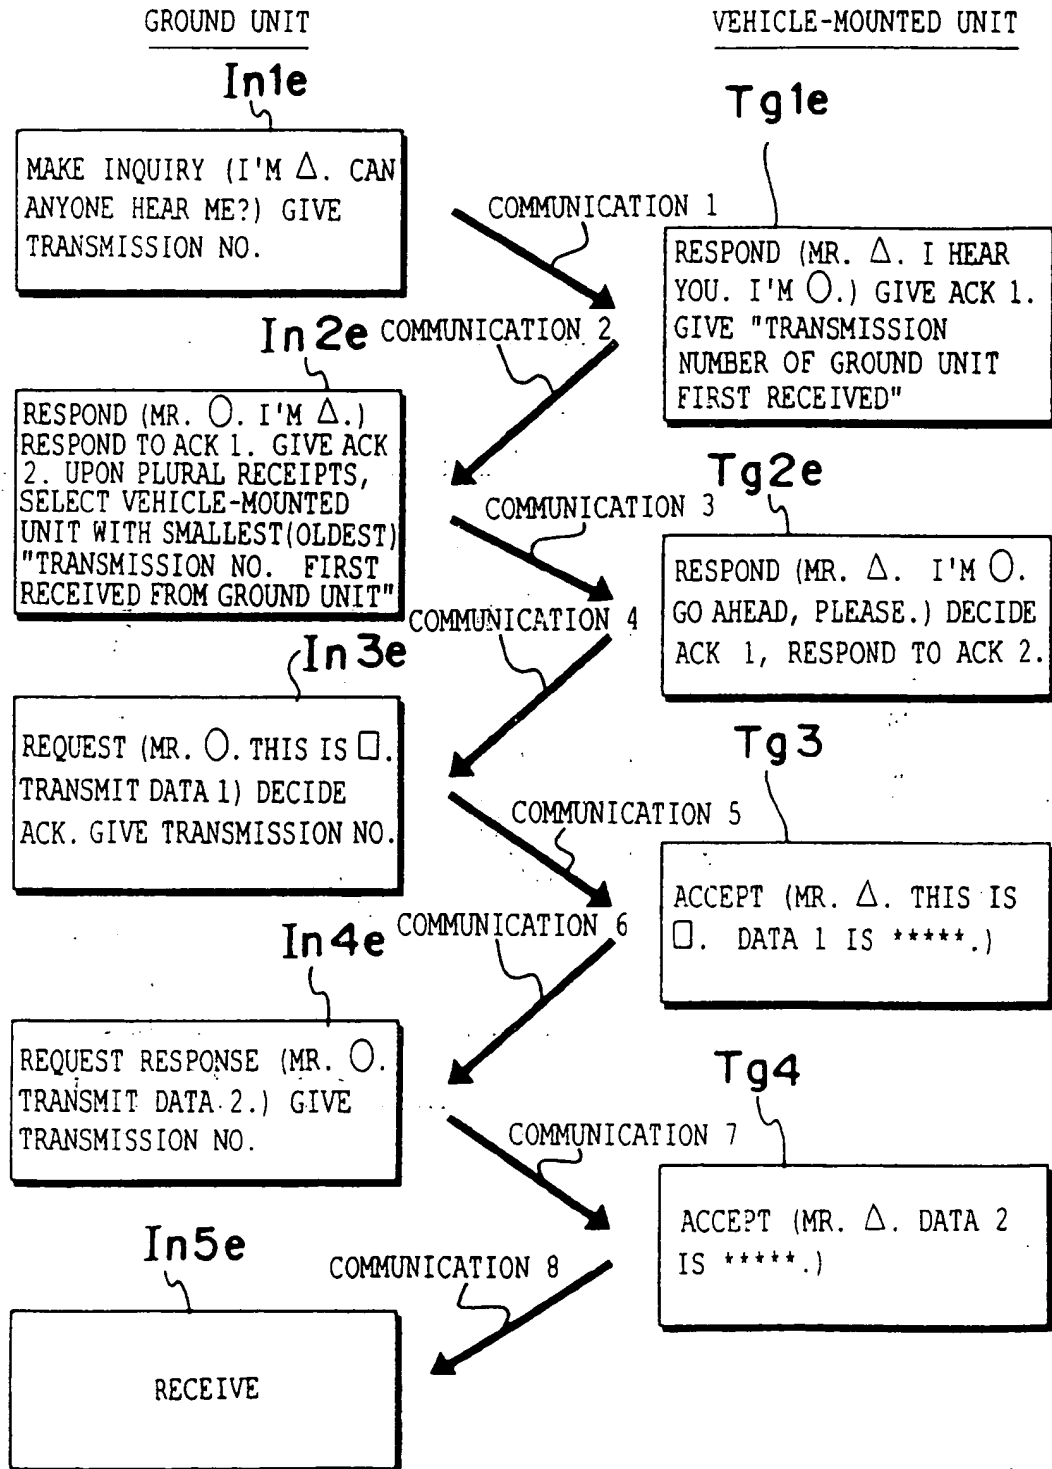 GROUND UNIT
VEHICLE-MOUNTED UNIT
In1e
Tg1e
MAKE INQUIRY (I'M △. CAN
ANYONE HEAR ME?) GIVE
TRANSMISSION NO.
COMMUNICATION 1
RESPOND (MR. △. I HEAR
YOU. I'M ○.) GIVE ACK 1.
GIVE "TRANSMISSION
NUMBER OF GROUND UNIT
FIRST RECEIVED"
In2e
COMMUNICATION 2
RESPOND (MR. ○. I'M △.)
RESPOND TO ACK 1. GIVE ACK
2. UPON PLURAL RECEIPTS,
SELECT VEHICLE-MOUNTED
UNIT WITH SMALLEST(OLDEST)
"TRANSMISSION NO. FIRST
RECEIVED FROM GROUND UNIT"
Tg2e
COMMUNICATION 3
RESPOND (MR. △. I'M ○.
GO AHEAD, PLEASE.) DECIDE
ACK 1, RESPOND TO ACK 2.
COMMUNICATION 4
In3e
REQUEST (MR. ○. THIS IS □.
TRANSMIT DATA 1) DECIDE
ACK. GIVE TRANSMISSION NO.
Tg3
COMMUNICATION 5
ACCEPT (MR. △. THIS IS
□. DATA 1 IS *****.)
COMMUNICATION 6
In4e
REQUEST RESPONSE (MR. ○.
TRANSMIT DATA 2.) GIVE
TRANSMISSION NO.
Tg4
COMMUNICATION 7
ACCEPT (MR. △. DATA 2
IS *****.)
In5e
COMMUNICATION 8
RECEIVE